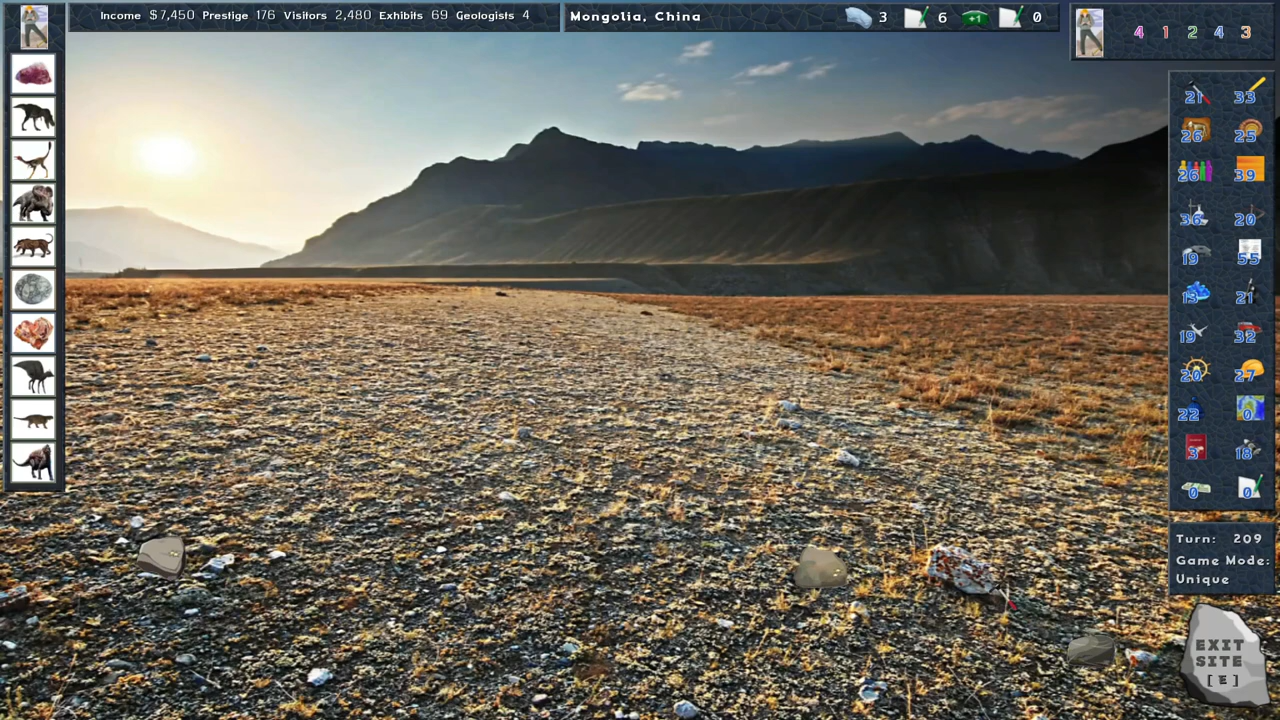 Income $7,450 Prestige 176 Visitors 2,480 Exhibits 69 Geologists 4
Mongolia, China 3 6 +1 0
4 1 2 4 3
21 33
26 25
26 39
36 20
19 55
13 21
19 32
20 27
22 0
3 18
0 0
Turn: 209
Game Mode:
Unique
EXIT
SITE
[E]